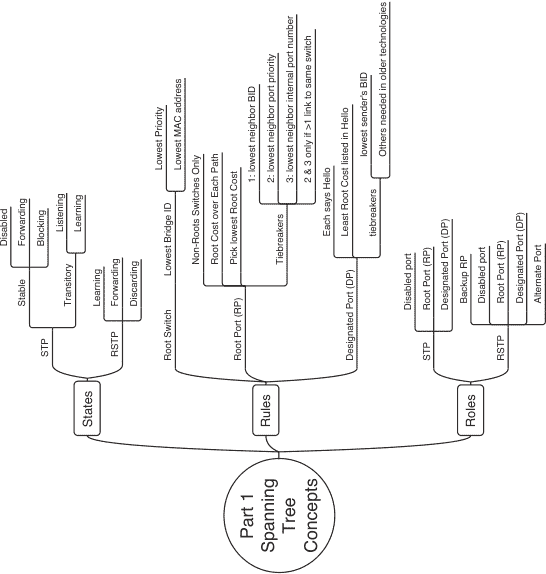 Part 1
Spanning
Tree
Concepts
States
STP
Stable
Disabled
Forwarding
Blocking
Transitory
Listening
Learning
RSTP
Learning
Forwarding
Discarding
Rules
Root Switch
Lowest Bridge ID
Lowest Priority
Lowest MAC address
Root Port (RP)
Non-Roots Switches Only
Root Cost over Each Path
Pick lowest Root Cost
Tiebreakers
1: lowest neighbor BID
2: lowest neighbor port priority
3: lowest neighbor internal port number
2 & 3 only if >1 link to same switch
Designated Port (DP)
Each says Hello
Least Root Cost listed in Hello
tiebreakers
lowest sender's BID
Others needed in older technologies
Roles
STP
Disabled port
Root Port (RP)
Designated Port (DP)
RSTP
Backup RP
Disabled port
Root Port (RP)
Designated Port (DP)
Alternate Port